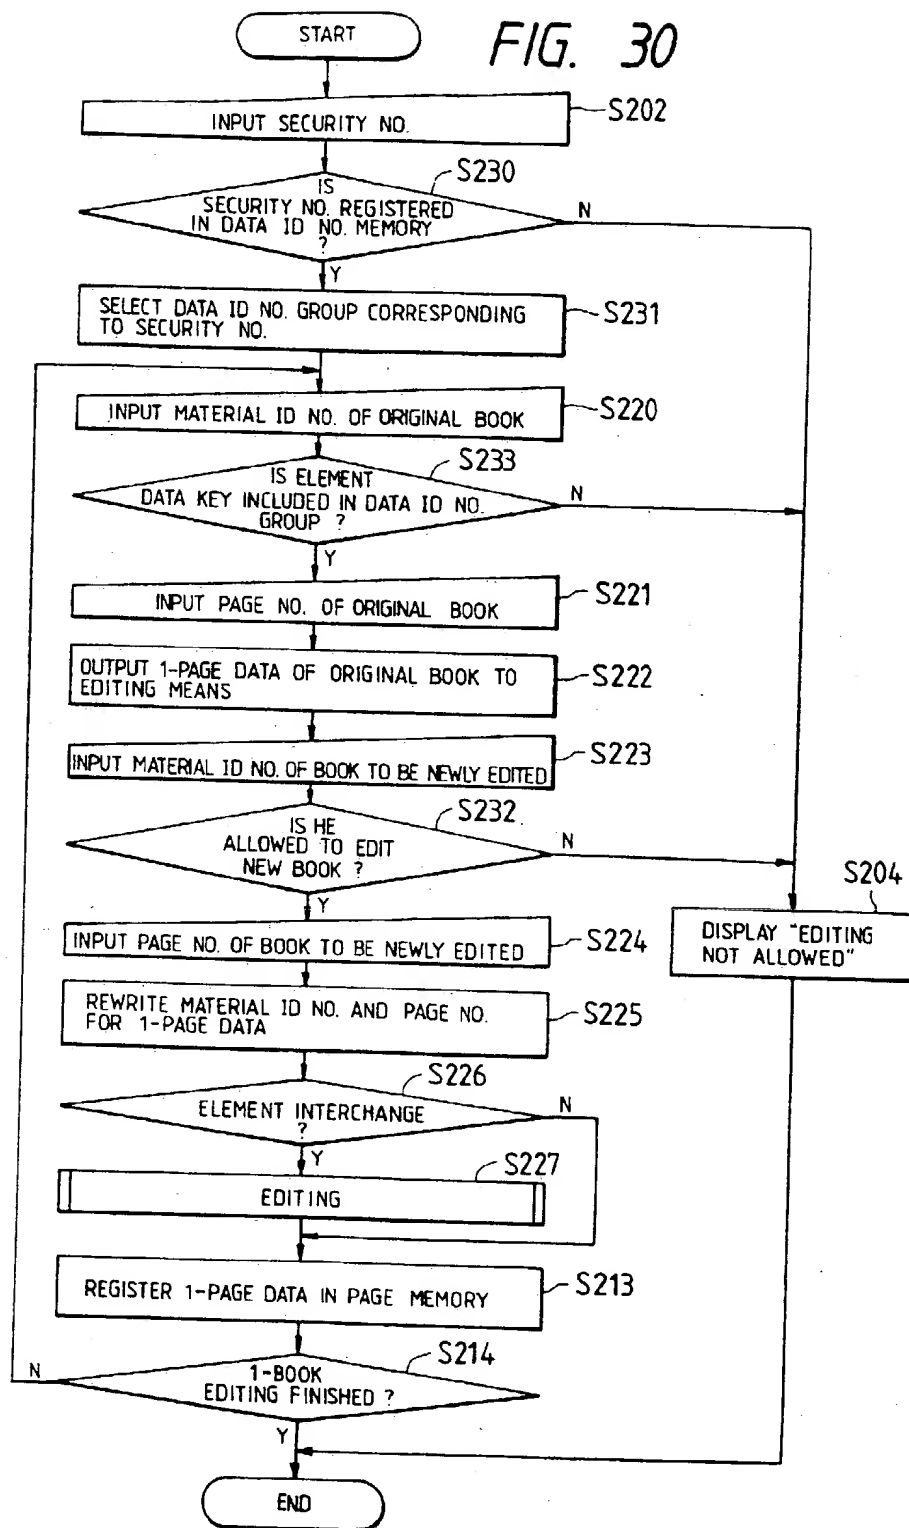 START
FIG. 30
INPUT SECURITY NO.
S202
S230
IS
SECURITY NO. REGISTERED
IN DATA ID NO. MEMORY
?
N
Y
SELECT DATA ID NO. GROUP CORRESPONDING
TO SECURITY NO.
S231
INPUT MATERIAL ID NO. OF ORIGINAL BOOK
S220
S233
IS ELEMENT
DATA KEY INCLUDED IN DATA ID NO.
GROUP ?
N
Y
INPUT PAGE NO. OF ORIGINAL BOOK
S221
OUTPUT 1-PAGE DATA OF ORIGINAL BOOK TO
EDITING MEANS
S222
INPUT MATERIAL ID NO. OF BOOK TO BE NEWLY EDITED
S223
S232
IS HE
ALLOWED TO EDIT
NEW BOOK ?
N
Y
S204
DISPLAY "EDITING
NOT ALLOWED"
INPUT PAGE NO. OF BOOK TO BE NEWLY EDITED
S224
REWRITE MATERIAL ID NO. AND PAGE NO.
FOR 1-PAGE DATA
S225
S226
ELEMENT INTERCHANGE
?
N
Y
S227
EDITING
REGISTER 1-PAGE DATA IN PAGE MEMORY
S213
S214
1-BOOK
EDITING FINISHED ?
N
Y
END